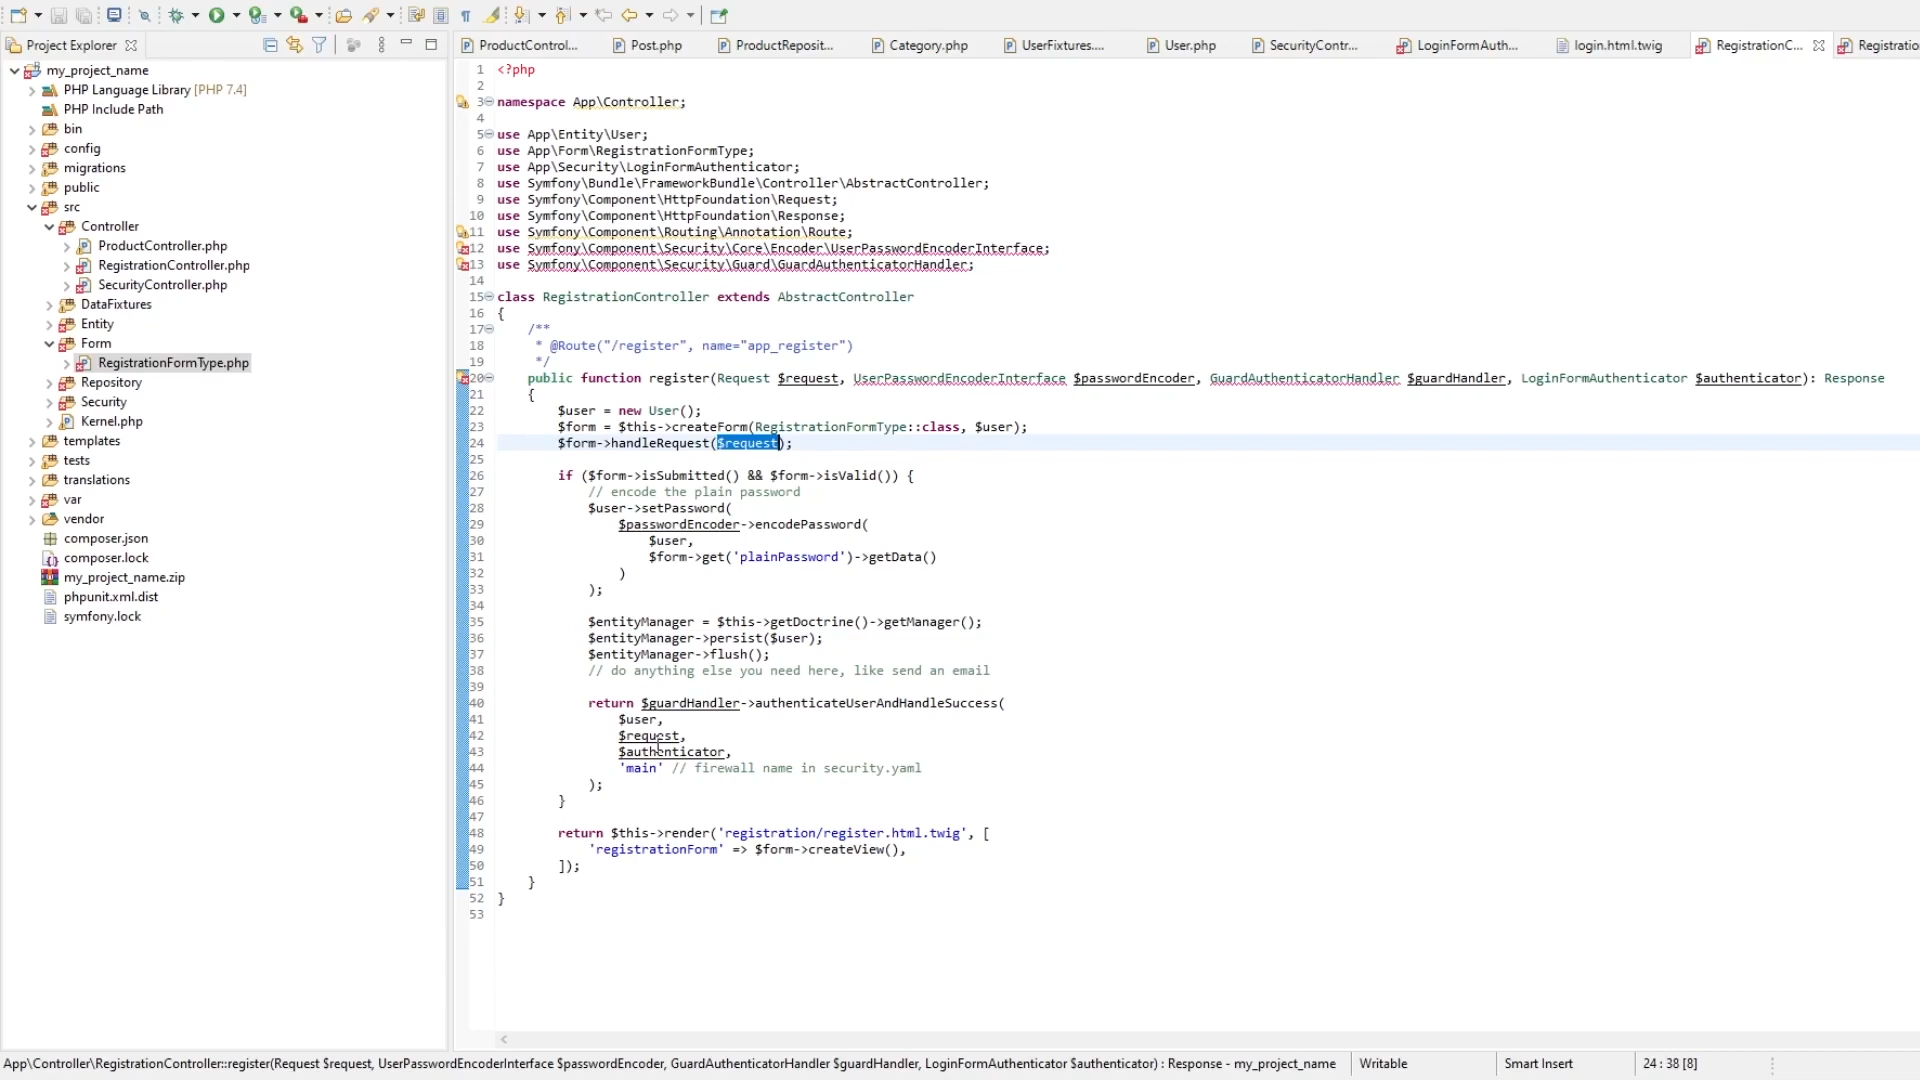 Project Explorer
my_project_name
PHP Language Library [PHP 7.4]
PHP Include Path
bin
config
migrations
public
src
Controller
ProductController.php
RegistrationController.php
SecurityController.php
DataFixtures
Entity
Form
RegistrationFormType.php
Repository
Security
Kernel.php
templates
tests
translations
var
vendor
composer.json
composer.lock
my_project_name.zip
phpunit.xml.dist
symfony.lock
ProductControl... Post.php ProductReposit... Category.php UserFixtures.... User.php SecurityContr... LoginFormAuth... login.html.twig RegistrationC... Registratio
1 <?php
2
3 namespace App\Controller;
4
5 use App\Entity\User;
6 use App\Form\RegistrationFormType;
7 use App\Security\LoginFormAuthenticator;
8 use Symfony\Bundle\FrameworkBundle\Controller\AbstractController;
9 use Symfony\Component\HttpFoundation\Request;
10 use Symfony\Component\HttpFoundation\Response;
11 use Symfony\Component\Routing\Annotation\Route;
12 use Symfony\Component\Security\Core\Encoder\UserPasswordEncoderInterface;
13 use Symfony\Component\Security\Guard\GuardAuthenticatorHandler;
14
15 class RegistrationController extends AbstractController
16 {
17     /**
18      * @Route("/register", name="app_register")
19      */
20     public function register(Request $request, UserPasswordEncoderInterface $passwordEncoder, GuardAuthenticatorHandler $guardHandler, LoginFormAuthenticator $authenticator): Response
21     {
22         $user = new User();
23         $form = $this->createForm(RegistrationFormType::class, $user);
24         $form->handleRequest($request);
25
26         if ($form->isSubmitted() && $form->isValid()) {
27             // encode the plain password
28             $user->setPassword(
29                 $passwordEncoder->encodePassword(
30                     $user,
31                     $form->get('plainPassword')->getData()
32                 )
33             );
34
35             $entityManager = $this->getDoctrine()->getManager();
36             $entityManager->persist($user);
37             $entityManager->flush();
38             // do anything else you need here, like send an email
39
40             return $guardHandler->authenticateUserAndHandleSuccess(
41                 $user,
42                 $request,
43                 $authenticator,
44                 'main' // firewall name in security.yaml
45             );
46         }
47
48         return $this->render('registration/register.html.twig', [
49             'registrationForm' => $form->createView(),
50         ]);
51     }
52 }
53
App\Controller\RegistrationController::register(Request $request, UserPasswordEncoderInterface $passwordEncoder, GuardAuthenticatorHandler $guardHandler, LoginFormAuthenticator $authenticator) : Response - my_project_name Writable Smart Insert 24 : 38 [8]